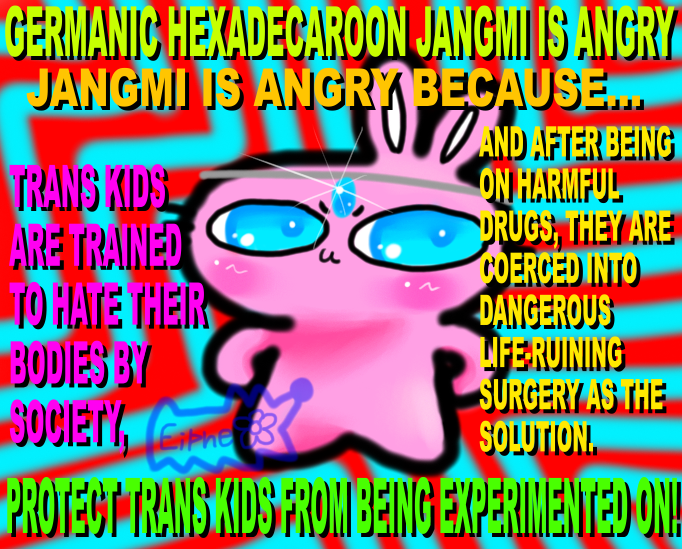 GERMANIC HEXADECAROON JANGMI IS ANGRY
JANGMI IS ANGRY BECAUSE...
TRANS KIDS
ARE TRAINED
TO HATE THEIR
BODIES BY
SOCIETY,
AND AFTER BEING
ON HARMFUL
DRUGS, THEY ARE
COERCED INTO
DANGEROUS
LIFE-RUINING
SURGERY AS THE
SOLUTION.
Eipne
PROTECT TRANS KIDS FROM BEING EXPERIMENTED ON!